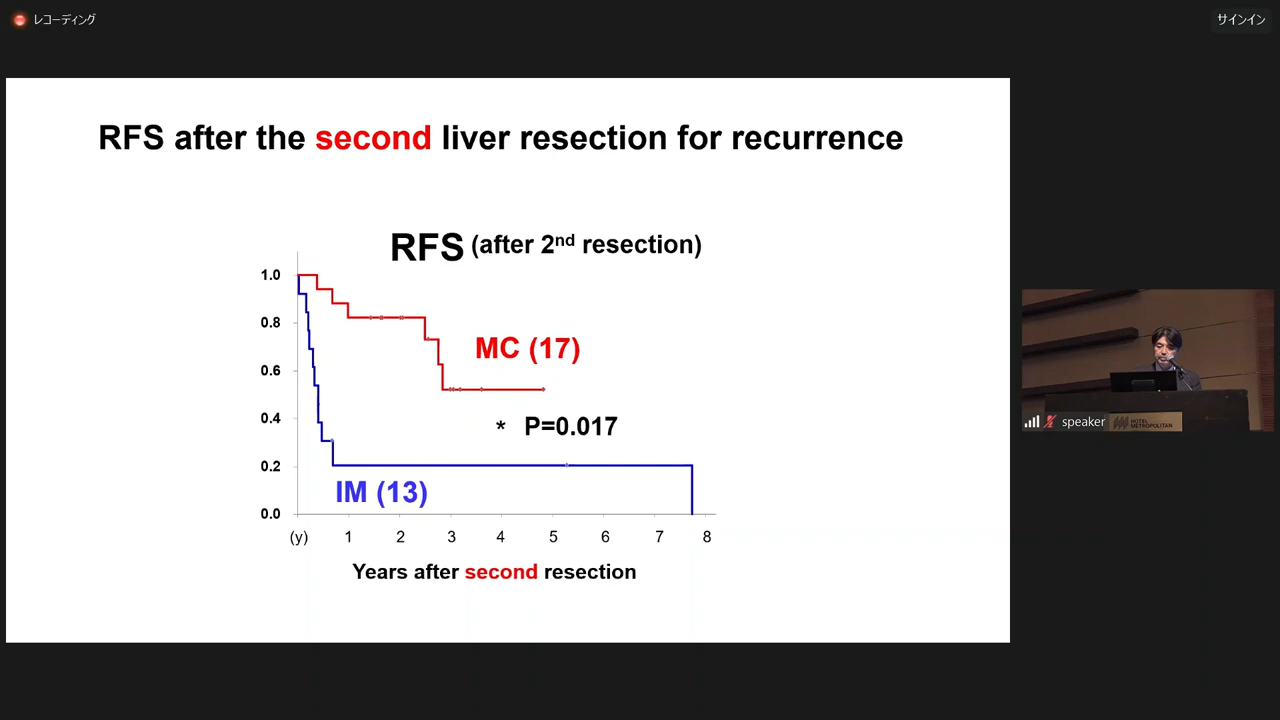 レコーディング
サインイン
RFS after the second liver resection for recurrence
RFS (after 2nd resection)
1.0
0.8
0.6
0.4
0.2
0.0
MC (17)
* P=0.017
IM (13)
(y) 1 2 3 4 5 6 7 8
Years after second resection
speaker
HOTEL
METROPOLITAN